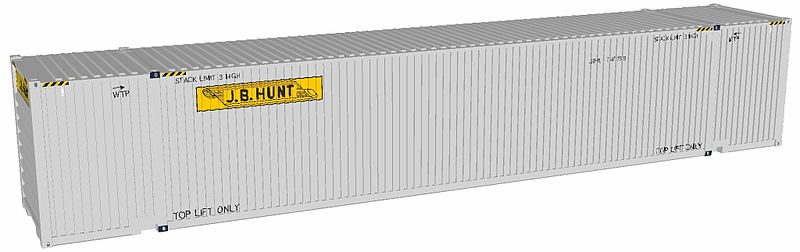 STACK LIMIT 3 HIGH
WTP
STACK LIMIT 3 HIGH
WTP
J.B. HUNT
TOP LIFT ONLY
TOP LIFT ONLY